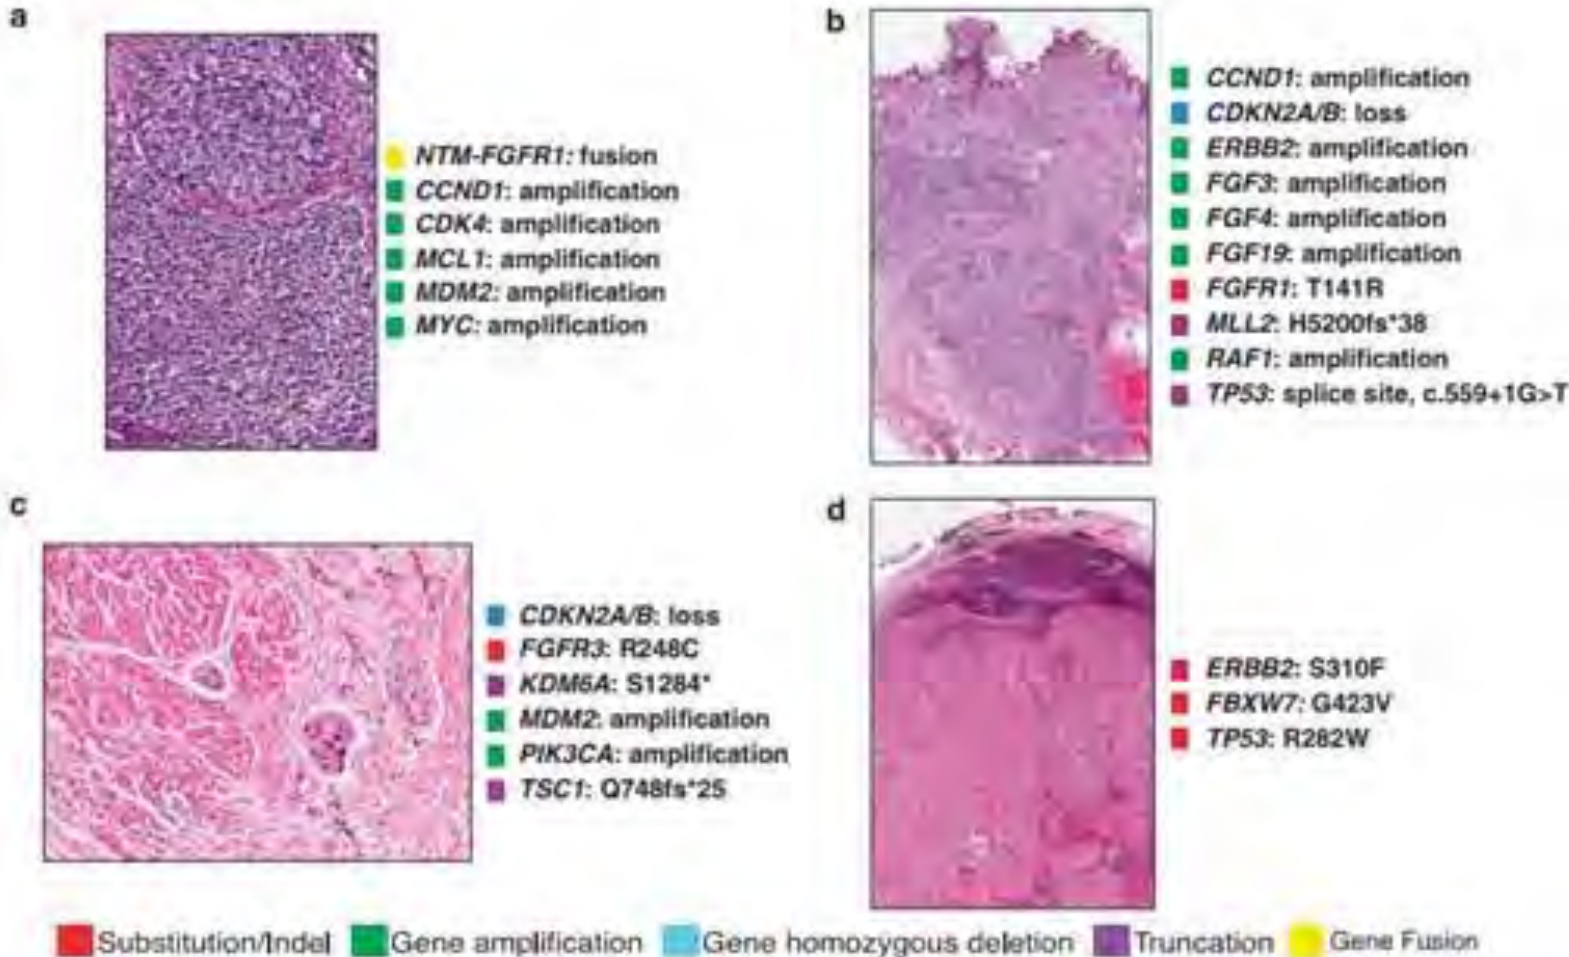 a
NTM-FGFR1: fusion
CCND1: amplification
CDK4: amplification
MCL1: amplification
MDM2: amplification
MYC: amplification
b
CCND1: amplification
CDKN2A/B: loss
ERBB2: amplification
FGF3: amplification
FGF4: amplification
FGF19: amplification
FGFR1: T141R
MLL2: H5200fs*38
RAF1: amplification
TP53: splice site, c.559+1G>T
c
CDKN2A/B: loss
FGFR3: R248C
KDM6A: S1284*
MDM2: amplification
PIK3CA: amplification
TSC1: Q748fs*25
d
ERBB2: S310F
FBXW7: G423V
TP53: R282W
Substitution/Indel Gene amplification Gene homozygous deletion Truncation Gene Fusion